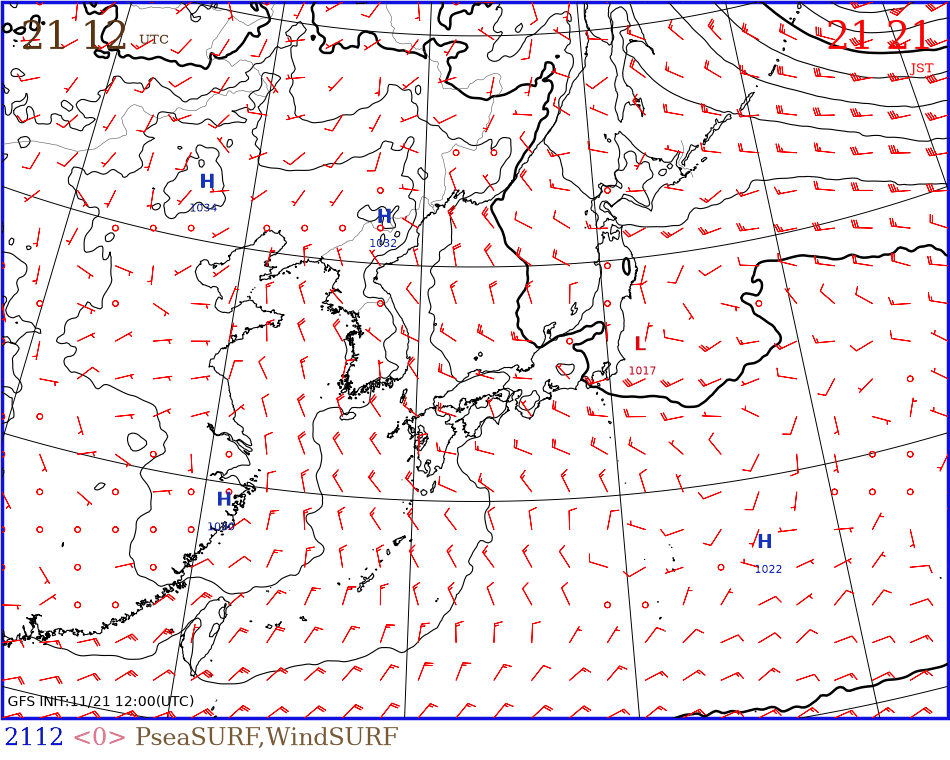 21 12 UTC
21 21 JST
H
1034
H
1032
L
1017
H
H
1022
GFS INIT:11/21 12:00(UTC)
2112 <0> PseaSURF,WindSURF